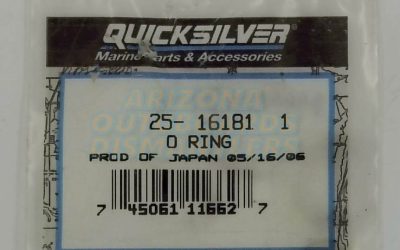 QUICKSILVER
Marine Parts & Accessories
ARIZONA
OUTBOARD
DISMANTLERS
25- 16181 1
O RING
PROD OF JAPAN 05/16/06
7 45061 11662 7